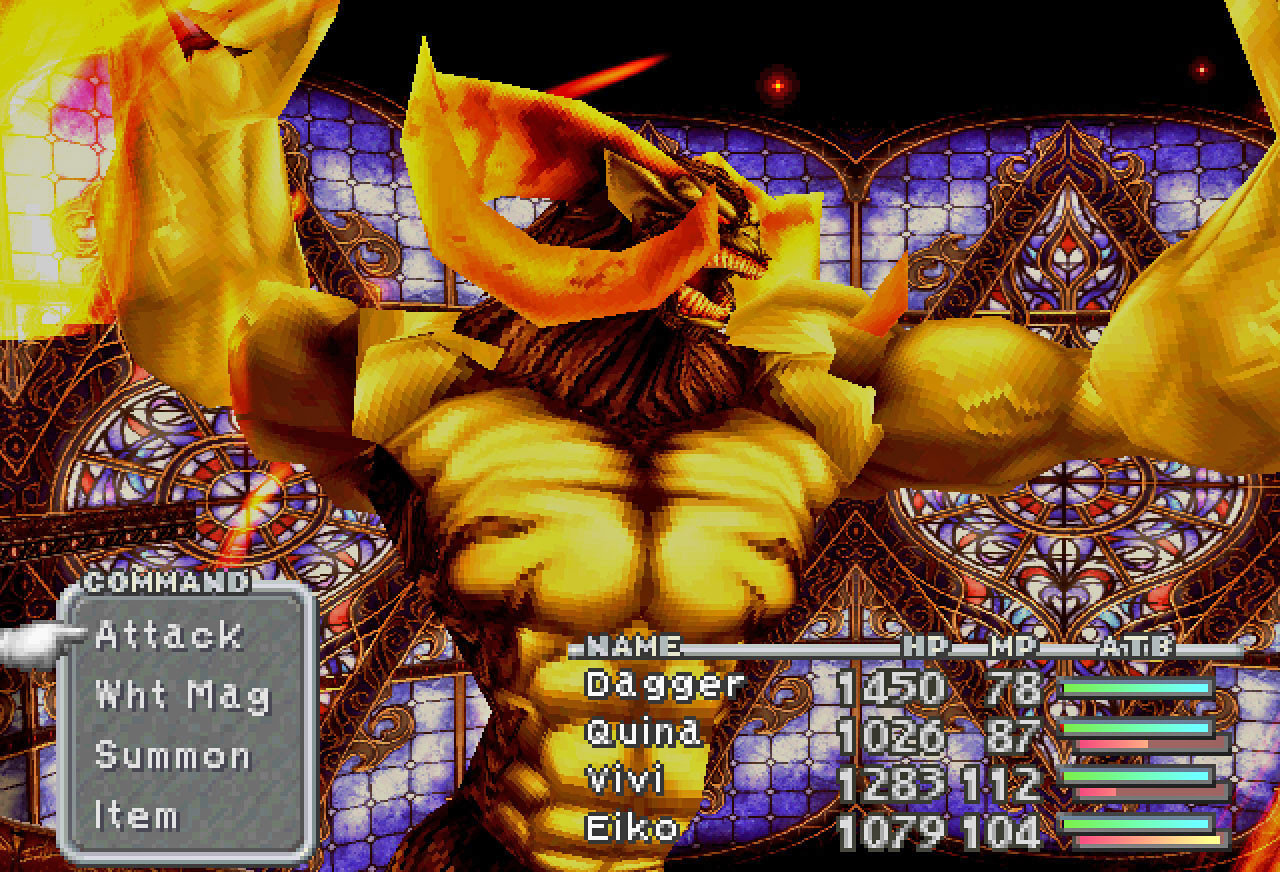 COMMAND
Attack
Wht Mag
Summon
Item
NAME HP MP ATB
Dagger 1450 78
Quina 1026 87
Vivi 1283 112
Eiko 1079 104